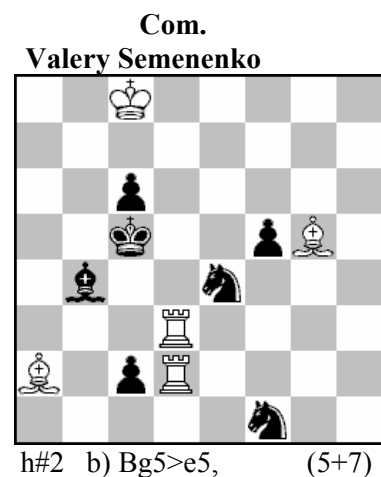 Com.
Valery Semenenko
h#2 b) Bg5>e5, (5+7)